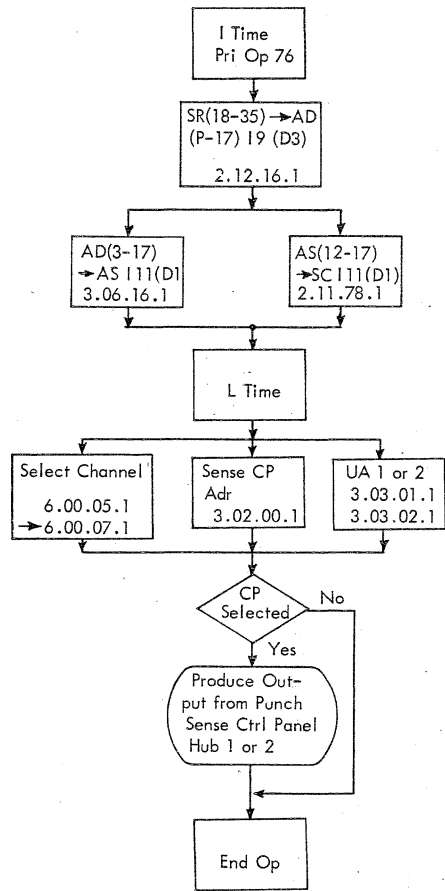 I Time
Pri Op 76
SR(18-35)→AD
(P-17) I9 (D3)
2.12.16.1
AD(3-17)
→AS I11(D1
3.06.16.1
AS(12-17)
→SC I11(D1)
2.11.78.1
L Time
Select Channel
6.00.05.1
→6.00.07.1
Sense CP
Adr
3.02.00.1
UA 1 or 2
3.03.01.1
3.03.02.1
CP
Selected
No
Yes
Produce Out-
put from Punch
Sense Ctrl Panel
Hub 1 or 2
End Op